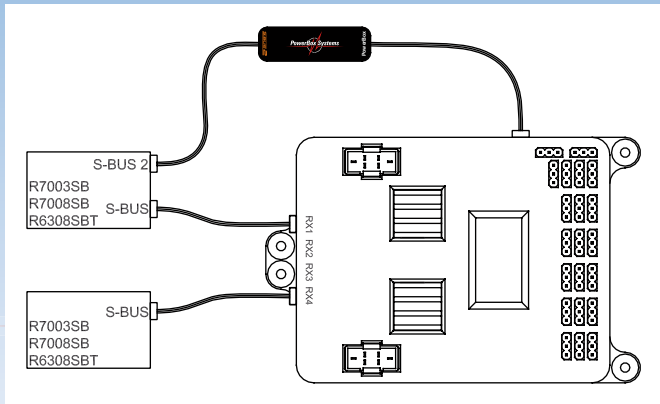 PowerBox Systems
PowerBox
S-BUS 2
R7003SB
R7008SB
S-BUS
R6308SBT
RX1
RX2
RX3
RX4
S-BUS
R7003SB
R7008SB
R6308SBT